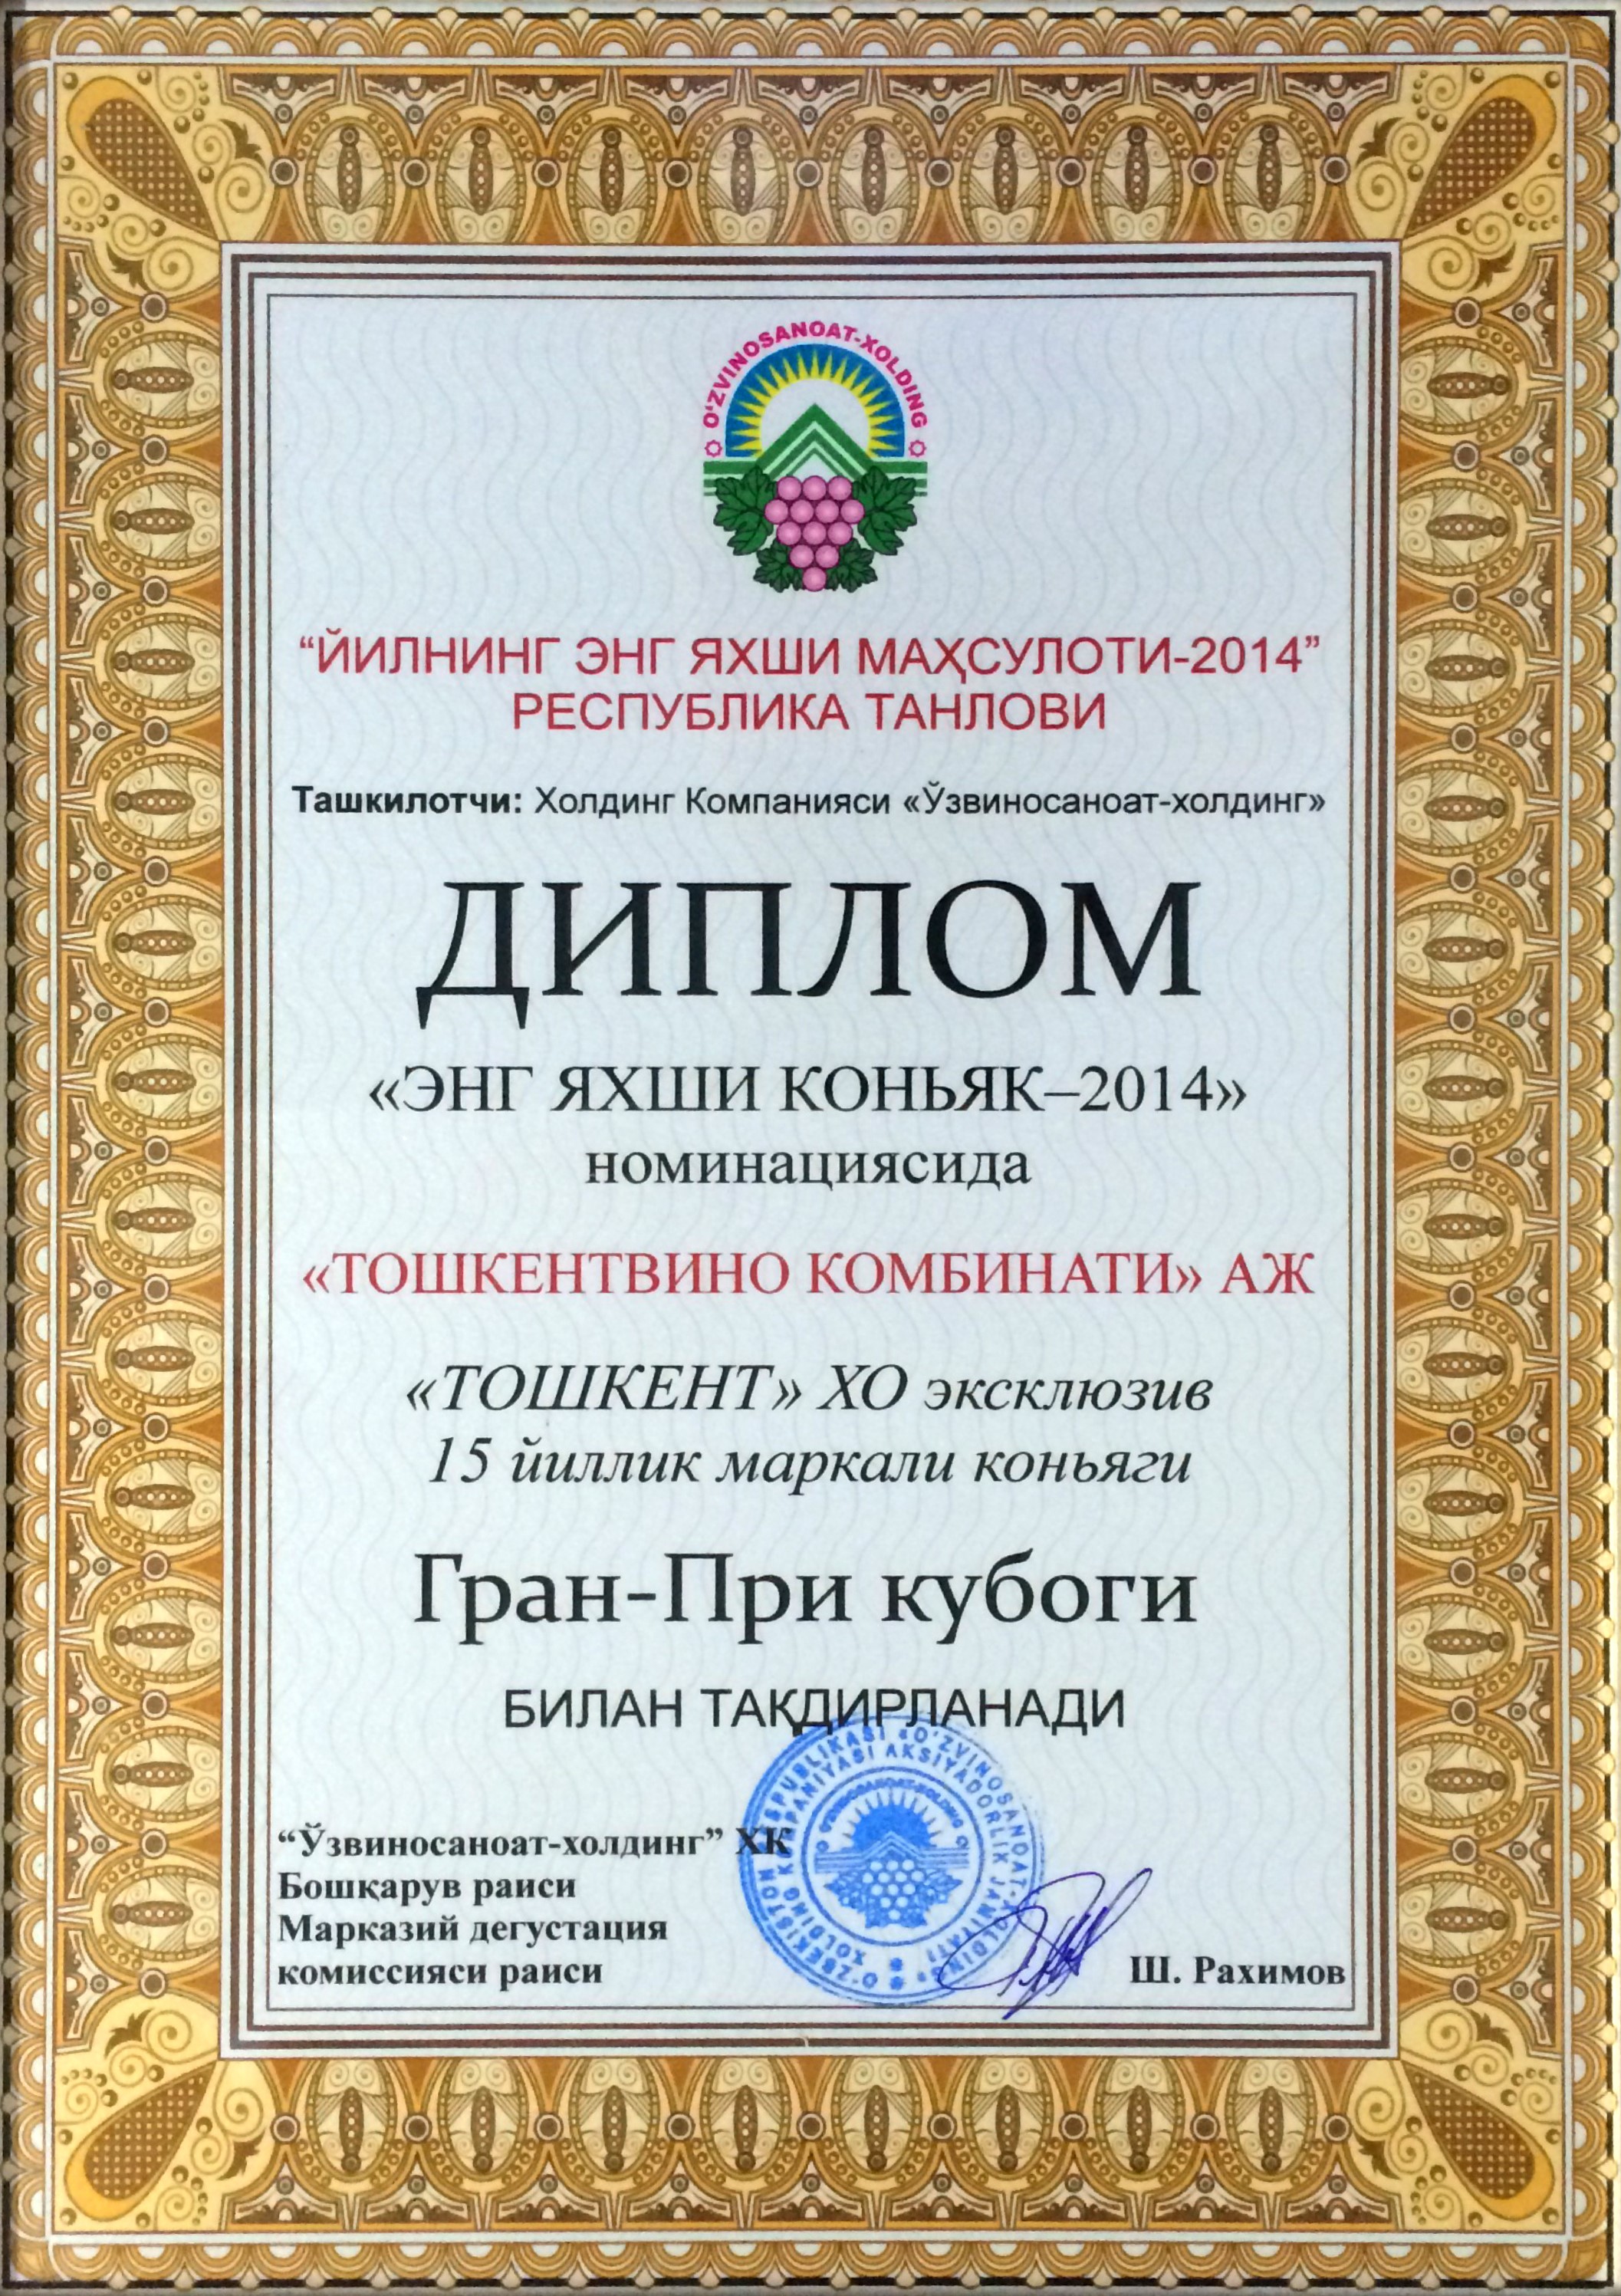 O‘ZVINOSANOAT-XOLDING
“ЙИЛНИНГ ЭНГ ЯХШИ МАҲСУЛОТИ-2014”
РЕСПУБЛИКА ТАНЛОВИ
Ташкилотчи: Холдинг Компанияси «Ўзвиносаноат-холдинг»
ДИПЛОМ
«ЭНГ ЯХШИ КОНЬЯК–2014»
номинациясида
«ТОШКЕНТВИНО КОМБИНАТИ» АЖ
«ТОШКЕНТ» ХО эксклюзив
15 йиллик маркали коньяги
Гран-При кубоги
БИЛАН ТАҚДИРЛАНАДИ
O‘ZBEKISTON RESPUBLIKASI «O‘ZVINOSANOAT-XOLDING»
XOLDING KOMPANIYASI AKSIYADORLIK JAMIYATI
O‘ZVINOSANOAT-XOLDING
“Ўзвиносаноат-холдинг” ХК
Бошқарув раиси
Марказий дегустация
комиссияси раиси
Ш. Рахимов